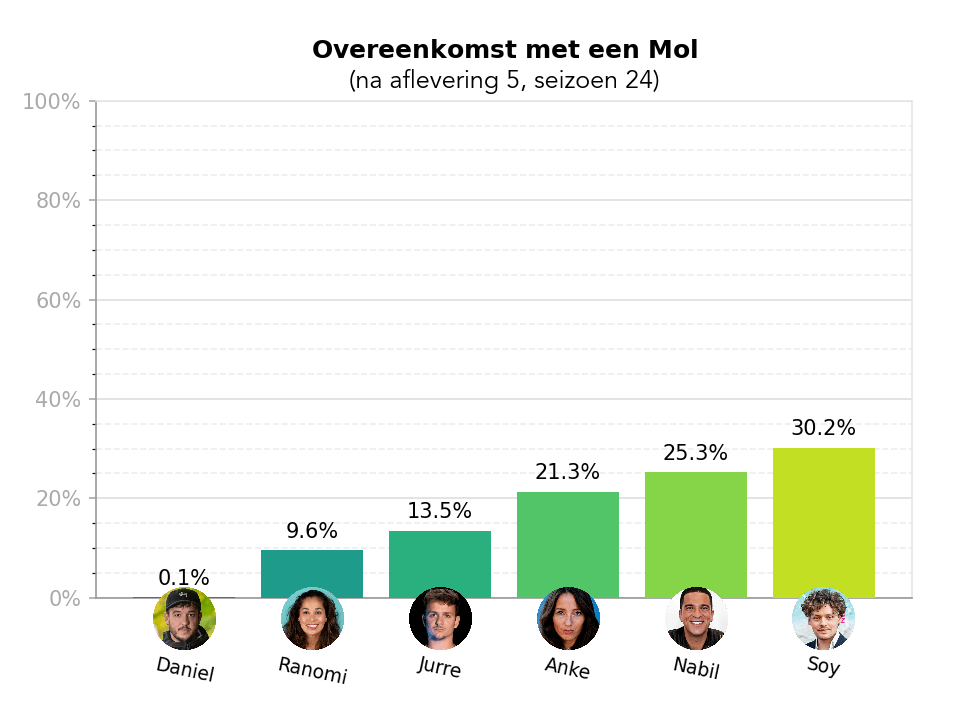 Overeenkomst met een Mol
(na aflevering 5, seizoen 24)
100%
80%
60%
40%
20%
0%
0.1%
9.6%
13.5%
21.3%
25.3%
30.2%
Daniel
Ranomi
Jurre
Anke
Nabil
Soy